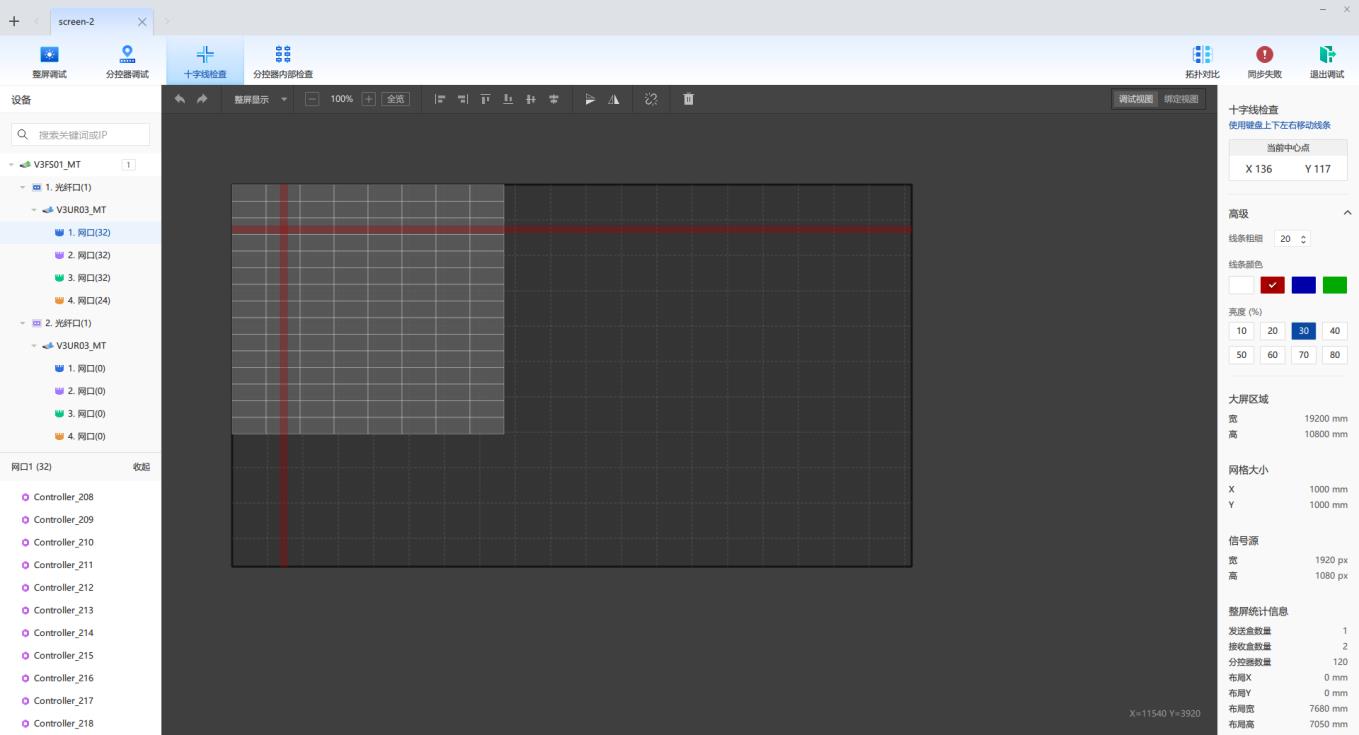 screen-2
整屏调试
分控器调试
十字线检查
分控器内部检查
拓扑对比
同步失败
退出调试
设备
搜索关键词或IP
V3FS01_MT 1
1. 光纤口(1)
V3UR03_MT
1. 网口(32)
2. 网口(32)
3. 网口(32)
4. 网口(24)
2. 光纤口(1)
V3UR03_MT
1. 网口(0)
2. 网口(0)
3. 网口(0)
4. 网口(0)
网口1 (32) 收起
Controller_208
Controller_209
Controller_210
Controller_211
Controller_212
Controller_213
Controller_214
Controller_215
Controller_216
Controller_217
Controller_218
整屏显示 100% 全览
调试视图 绑定视图
X=11540 Y=3920
十字线检查
使用键盘上下左右移动线条
当前中心点
X 136 Y 117
高级
线条粗细 20
线条颜色
亮度 (%)
10 20 30 40
50 60 70 80
大屏区域
宽 19200 mm
高 10800 mm
网格大小
X 1000 mm
Y 1000 mm
信号源
宽 1920 px
高 1080 px
整屏统计信息
发送盒数量 1
接收盒数量 2
分控器数量 120
布局X 0 mm
布局Y 0 mm
布局宽 7680 mm
布局高 7050 mm